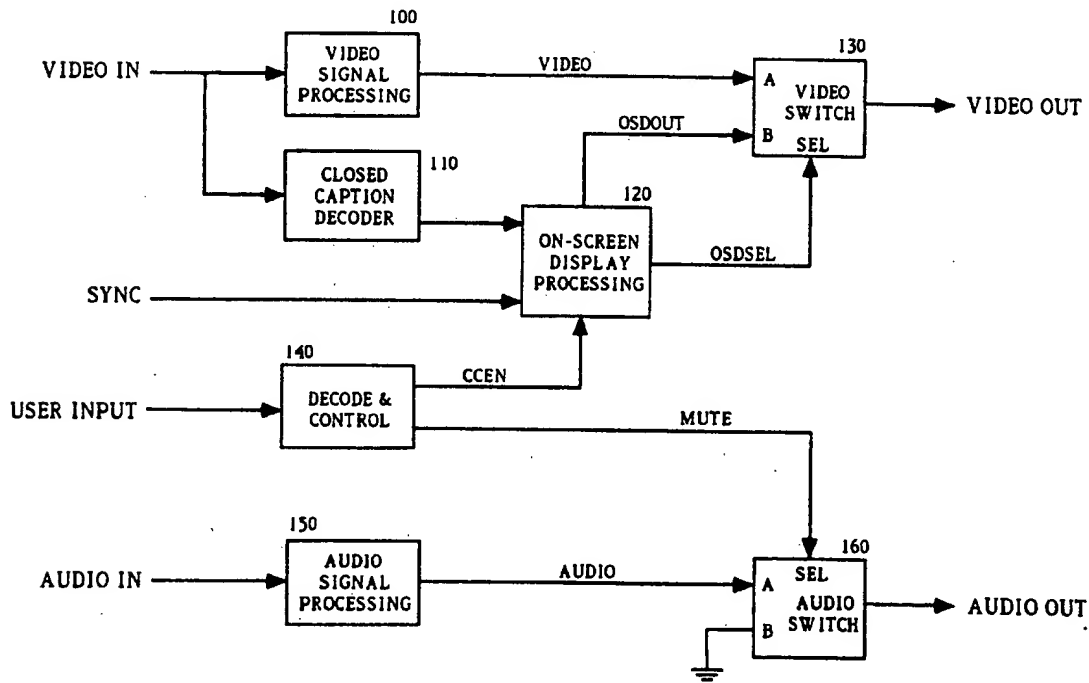 100
VIDEO IN
VIDEO
SIGNAL
PROCESSING
VIDEO
130
A
VIDEO
SWITCH
B
SEL
VIDEO OUT
OSDOUT
110
CLOSED
CAPTION
DECODER
120
ON-SCREEN
DISPLAY
PROCESSING
OSDSEL
SYNC
140
USER INPUT
DECODE &
CONTROL
CCEN
MUTE
150
AUDIO IN
AUDIO
SIGNAL
PROCESSING
AUDIO
160
SEL
A
AUDIO
SWITCH
B
AUDIO OUT